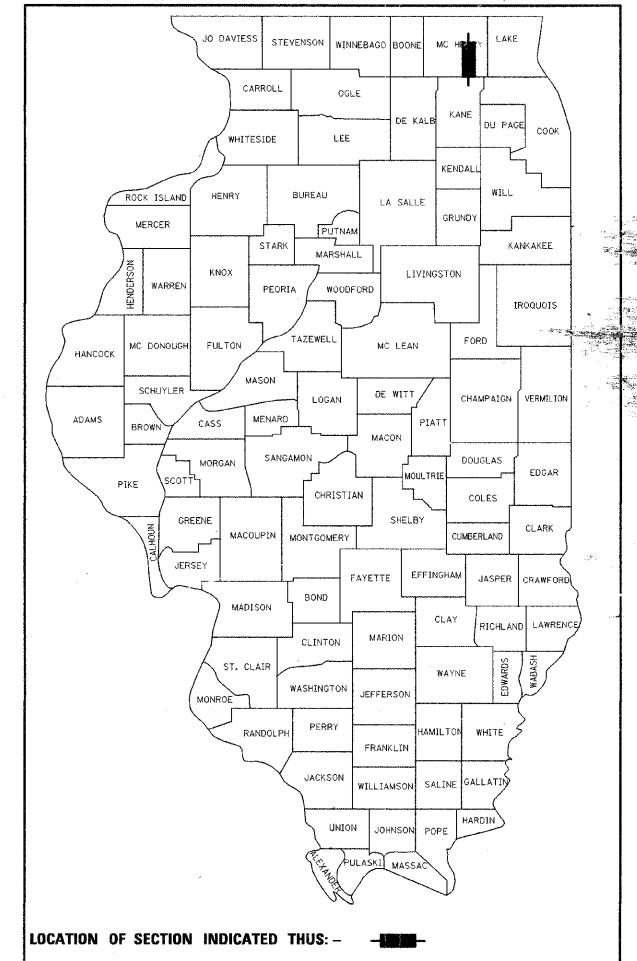 JO DAVIESS
STEVENSON
WINNEBAGO
BOONE
MC HENRY
LAKE
CARROLL
OGLE
DE KALB
KANE
DU PAGE
COOK
WHITESIDE
LEE
KENDALL
WILL
ROCK ISLAND
HENRY
BUREAU
LA SALLE
GRUNDY
MERCER
PUTNAM
KANKAKEE
STARK
MARSHALL
HENDERSON
WARREN
KNOX
PEORIA
WOODFORD
LIVINGSTON
IROQUOIS
HANCOCK
MC DONOUGH
FULTON
TAZEWELL
MC LEAN
FORD
MASON
SCHUYLER
LOGAN
DE WITT
CHAMPAIGN
VERMILION
ADAMS
BROWN
CASS
MENARD
PIATT
MACON
SANGAMON
DOUGLAS
PIKE
SCOTT
MORGAN
CHRISTIAN
MOULTRIE
EDGAR
COLES
GREENE
MACOUPIN
SHELBY
CALHOUN
MONTGOMERY
CUMBERLAND
CLARK
JERSEY
FAYETTE
EFFINGHAM
JASPER
CRAWFORD
MADISON
BOND
CLAY
RICHLAND
LAWRENCE
CLINTON
MARION
ST. CLAIR
WAYNE
EDWARDS
WABASH
WASHINGTON
JEFFERSON
MONROE
RANDOLPH
PERRY
HAMILTON
WHITE
FRANKLIN
JACKSON
WILLIAMSON
SALINE
GALLATIN
UNION
JOHNSON
POPE
HARDIN
ALEXANDER
PULASKI
MASSAC
LOCATION OF SECTION INDICATED THUS: -